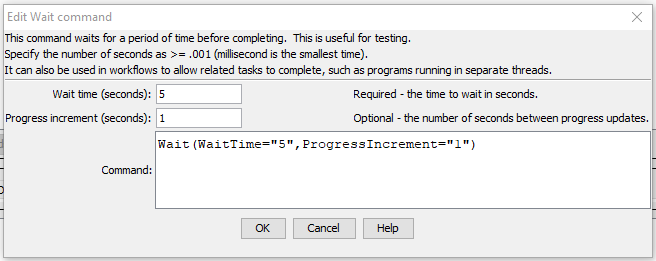 Edit Wait command
This command waits for a period of time before completing.  This is useful for testing.
Specify the number of seconds as >= .001 (millisecond is the smallest time).
It can also be used in workflows to allow related tasks to complete, such as programs running in separate threads.
Wait time (seconds): 5 Required - the time to wait in seconds.
Progress increment (seconds): 1 Optional - the number of seconds between progress updates.
Command: Wait(WaitTime="5",ProgressIncrement="1")
OK Cancel Help